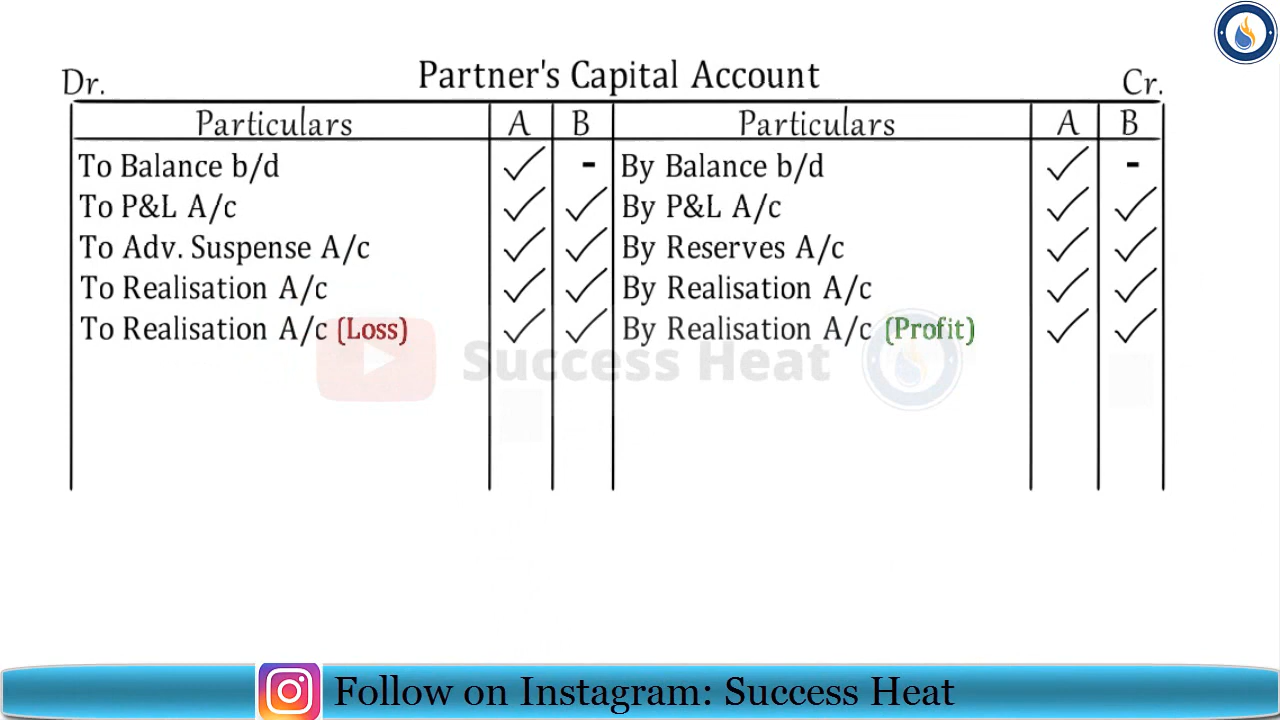 Dr. Partner's Capital Account Cr.
Particulars A B Particulars A B
To Balance b/d ✓ - By Balance b/d ✓ -
To P&L A/c ✓ ✓ By P&L A/c ✓ ✓
To Adv. Suspense A/c ✓ ✓ By Reserves A/c ✓ ✓
To Realisation A/c ✓ ✓ By Realisation A/c ✓ ✓
To Realisation A/c (Loss) ✓ ✓ By Realisation A/c (Profit) ✓ ✓
Success Heat
Follow on Instagram: Success Heat